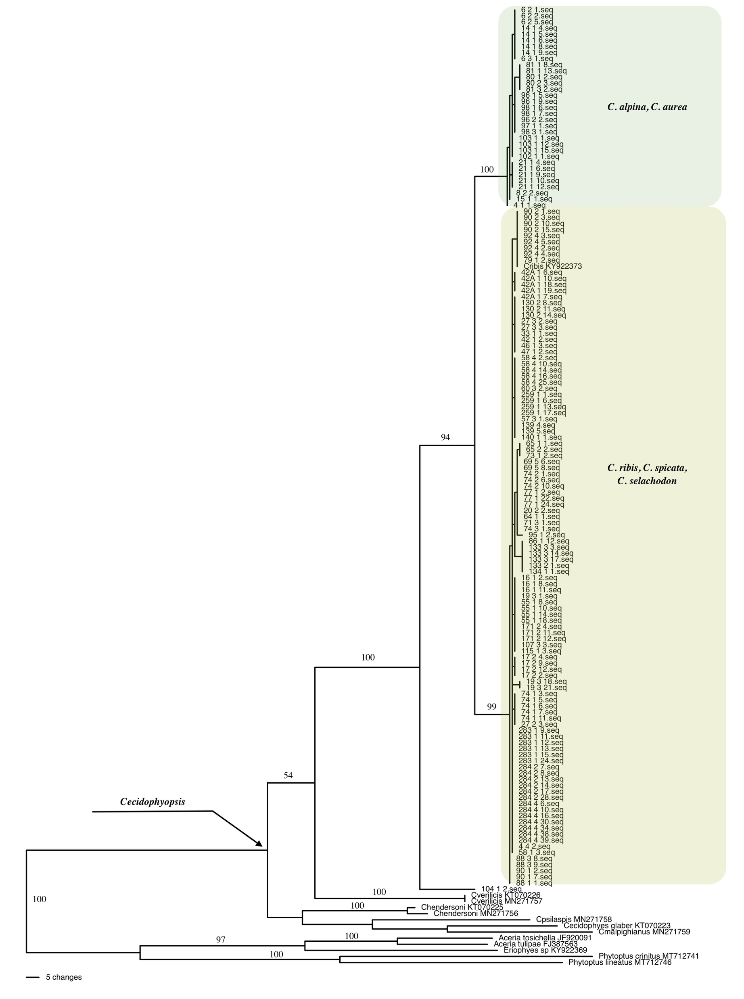 6 2 1.seq
6 2 2.seq
6 2 5.seq
14 1 4.seq
14 1 5.seq
14 1 6.seq
14 1 8.seq
14 1 9.seq
6 3 1.seq
81 1 8.seq
81 1 13.seq
80 1 2.seq
80 2 3.seq
81 3 2.seq
96 1 5.seq
96 1 9.seq
98 1 6.seq
98 1 7.seq
96 2 2.seq
97 1 1.seq
98 3 1.seq
103 1 1.seq
103 1 12.seq
103 1 15.seq
102 1 1.seq
21 1 4.seq
21 1 6.seq
21 1 9.seq
21 1 10.seq
21 1 12.seq
8 2 2.seq
15 1 1.seq
4 1 1.seq
C. alpina, C. aurea
100
90 2 1.seq
90 2 3.seq
90 2 10.seq
90 2 15.seq
92 4 3.seq
92 4 5.seq
92 4 2.seq
92 4 4.seq
79 1 2.seq
Cribis KY922373
42A 1 6.seq
42A 1 10.seq
42A 1 18.seq
42A 1 19.seq
42A 1 7.seq
130 2 8.seq
130 2 11.seq
130 2 14.seq
27 3 2.seq
27 3 3.seq
33 1 1.seq
42 1 2.seq
46 1 3.seq
47 1 2.seq
58 4 2.seq
58 4 10.seq
58 4 14.seq
58 4 16.seq
58 4 25.seq
60 3 2.seq
259 1 1.seq
259 1 6.seq
259 1 13.seq
259 1 17.seq
57 3 1.seq
139 4.seq
139 5.seq
140 1 1.seq
65 1 1.seq
65 2 2.seq
73 1 2.seq
69 5 6.seq
69 5 8.seq
74 2 1.seq
74 2 6.seq
74 2 10.seq
77 1 2.seq
77 1 22.seq
77 1 24.seq
20 2 2.seq
64 1 1.seq
71 3 1.seq
74 3 1.seq
95 1 2.seq
86 1 12.seq
133 3 3.seq
133 3 14.seq
133 3 17.seq
133 2 1.seq
134 1 1.seq
16 1 2.seq
16 1 8.seq
16 1 11.seq
19 3 1.seq
55 1 8.seq
55 1 10.seq
55 1 14.seq
55 1 18.seq
171 2 4.seq
171 2 11.seq
171 2 12.seq
107 3 3.seq
115 1 3.seq
17 2 4.seq
17 2 9.seq
17 2 12.seq
17 2 2.seq
19 3 18.seq
19 3 21.seq
74 1 3.seq
74 1 5.seq
74 1 6.seq
74 1 7.seq
74 1 11.seq
27 2 3.seq
283 1 9.seq
283 1 11.seq
283 1 12.seq
283 1 13.seq
283 1 15.seq
283 1 24.seq
284 2 7.seq
284 2 8.seq
284 2 13.seq
284 2 14.seq
284 2 17.seq
284 2 28.seq
284 4 6.seq
284 4 10.seq
284 4 16.seq
284 4 30.seq
284 4 34.seq
284 4 38.seq
284 4 39.seq
4 4 2.seq
58 1 3.seq
88 3 8.seq
88 3 9.seq
90 1 2.seq
90 1 7.seq
88 1 1.seq
C. ribis, C. spicata,
C. selachodon
94
100
99
54
Cecidophyopsis
104 1 2.seq
100
Cverilicis KT070226
Cverilicis MN271757
100
100
Chendersoni KT070225
Chendersoni MN271756
Cpsilaspis MN271758
Cecidophyes glaber KT070223
Cmalpighianus MN271759
97
100
Aceria tosichella JF920091
Aceria tulipae FJ387563
Eriophyes sp KY922369
100
Phytoptus crinitus MT712741
Phytoptus lineatus MT712746
5 changes